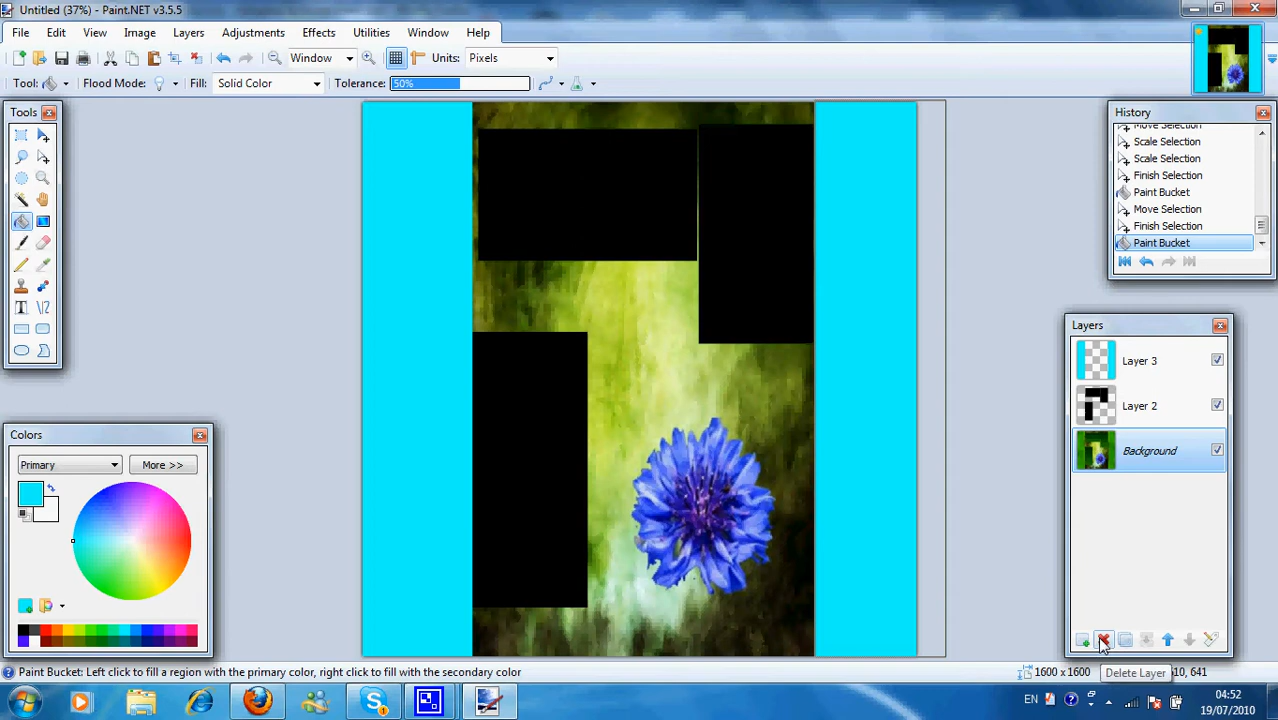 Untitled (37%) - Paint.NET v3.5.5
File Edit View Image Layers Adjustments Effects Utilities Window Help
Window Units: Pixels
Tool: Flood Mode: Fill: Solid Color Tolerance: 50%
Tools
History
Move Selection
Scale Selection
Scale Selection
Finish Selection
Paint Bucket
Move Selection
Finish Selection
Paint Bucket
Layers
Layer 3
Layer 2
Background
Colors
Primary More >>
Delete Layer
Paint Bucket: Left click to fill a region with the primary color, right click to fill with the secondary color 1600 x 1600 10, 641
EN 04:52
19/07/2010